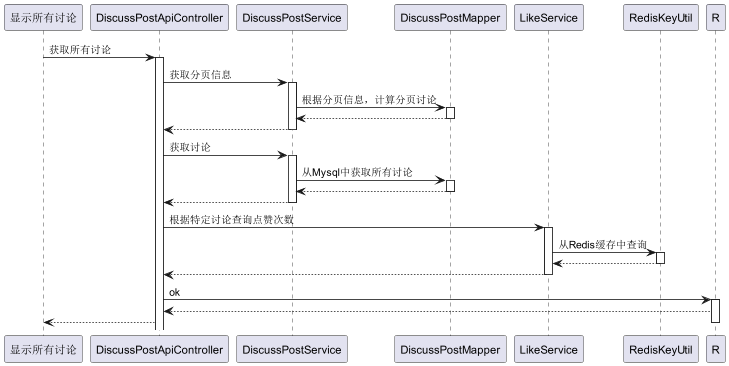 显示所有讨论 DiscussPostApiController DiscussPostService DiscussPostMapper LikeService RedisKeyUtil R
获取所有讨论
获取分页信息
根据分页信息，计算分页讨论
获取讨论
从Mysql中获取所有讨论
根据特定讨论查询点赞次数
从Redis缓存中查询
ok
显示所有讨论 DiscussPostApiController DiscussPostService DiscussPostMapper LikeService RedisKeyUtil R